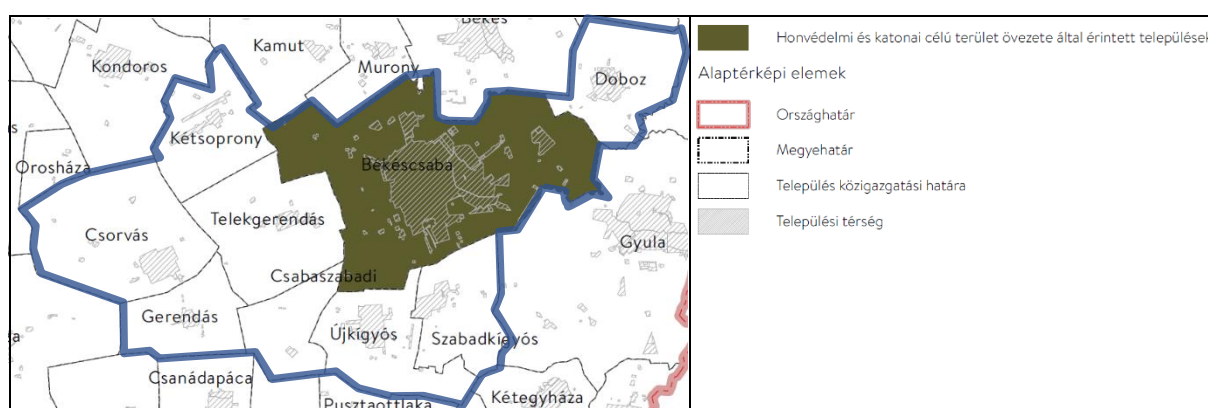 Békés
Kamut
Kondoros
Murony
Doboz
Kétsoprony
Orosháza
Békéscsaba
Telekgerendás
Csorvás
Gyula
Csabaszabadi
Gerendás
Újkígyós
Szabadkígyós
Csanádapáca
Pusztaottlaka
Kétegyháza
Honvédelmi és katonai célú terület övezete által érintett települések
Alaptérképi elemek
Országhatár
Megyehatár
Település közigazgatási határa
Települési térség